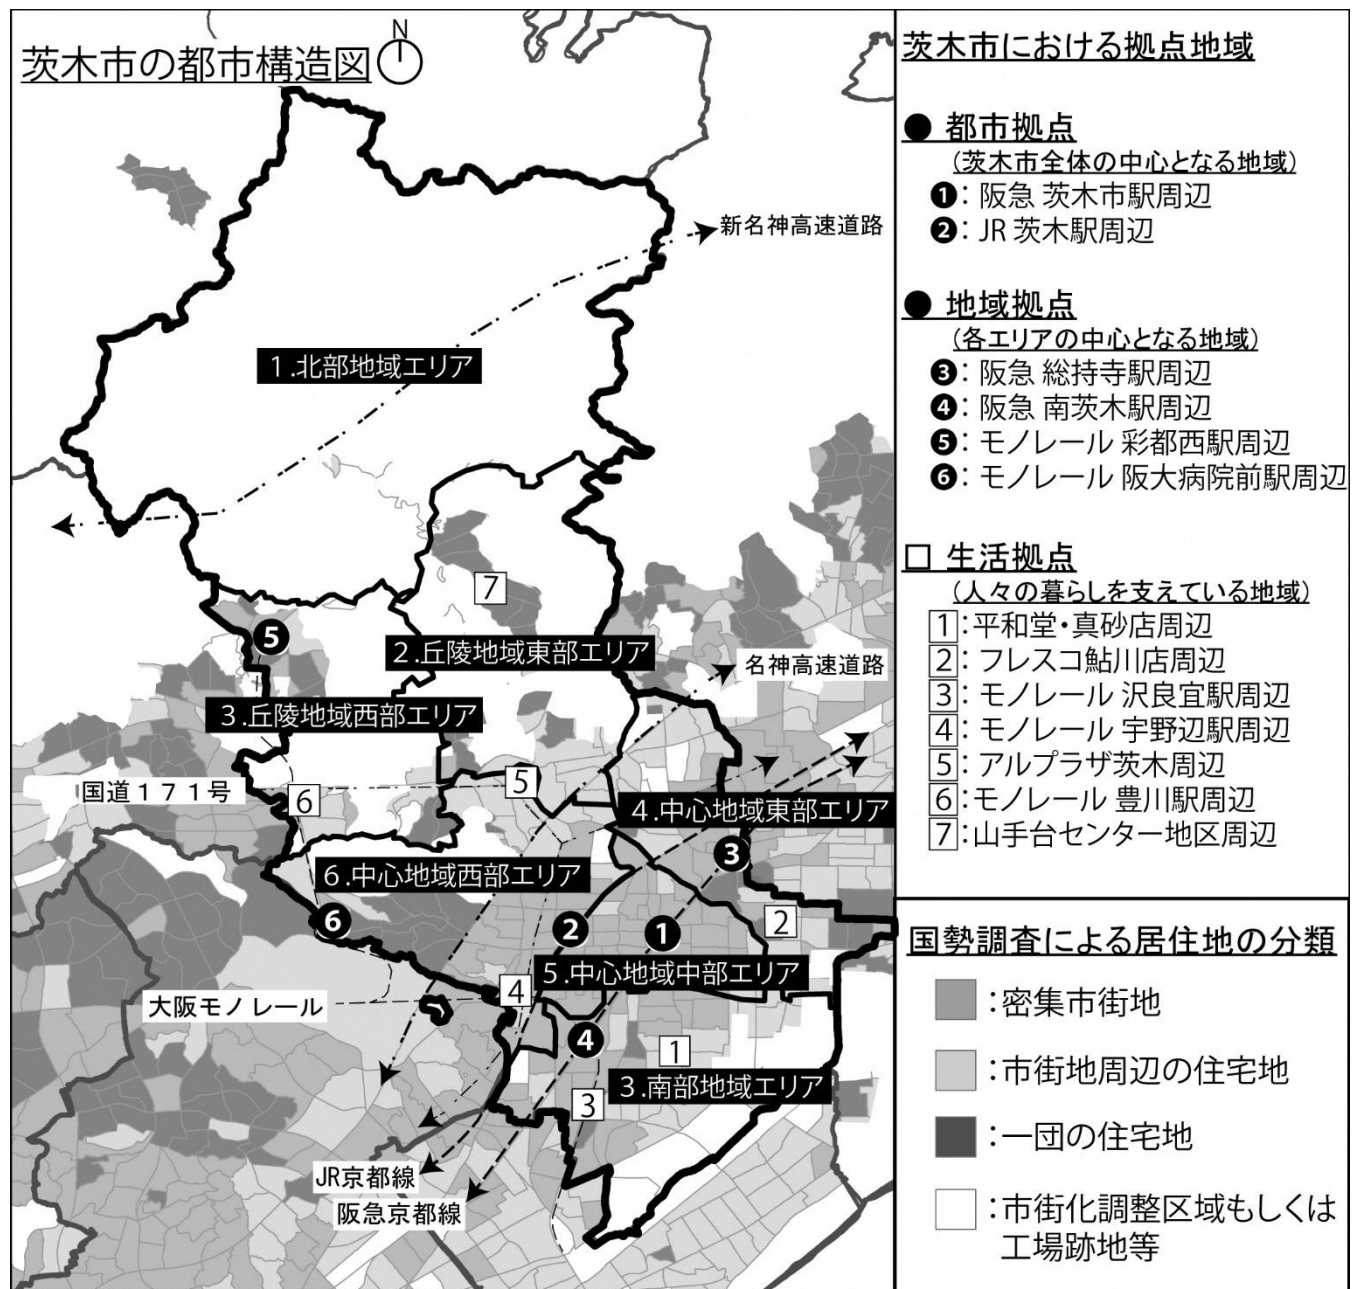 茨木市の都市構造図
N
新名神高速道路
1.北部地域エリア
7
5
2.丘陵地域東部エリア
名神高速道路
3.丘陵地域西部エリア
国道171号
6
5
4.中心地域東部エリア
3
6.中心地域西部エリア
6
2
1
2
5.中心地域中部エリア
大阪モノレール
4
4
1
3.南部地域エリア
3
JR京都線
阪急京都線
茨木市における拠点地域
● 都市拠点
(茨木市全体の中心となる地域)
❶：阪急 茨木市駅周辺
❷：JR 茨木駅周辺
● 地域拠点
(各エリアの中心となる地域)
❸：阪急 総持寺駅周辺
❹：阪急 南茨木駅周辺
❺：モノレール 彩都西駅周辺
❻：モノレール 阪大病院前駅周辺
□ 生活拠点
(人々の暮らしを支えている地域)
1：平和堂・真砂店周辺
2：フレスコ鮎川店周辺
3：モノレール 沢良宜駅周辺
4：モノレール 宇野辺駅周辺
5：アルプラザ茨木周辺
6：モノレール 豊川駅周辺
7：山手台センター地区周辺
国勢調査による居住地の分類
：密集市街地
：市街地周辺の住宅地
：一団の住宅地
：市街化調整区域もしくは
工場跡地等